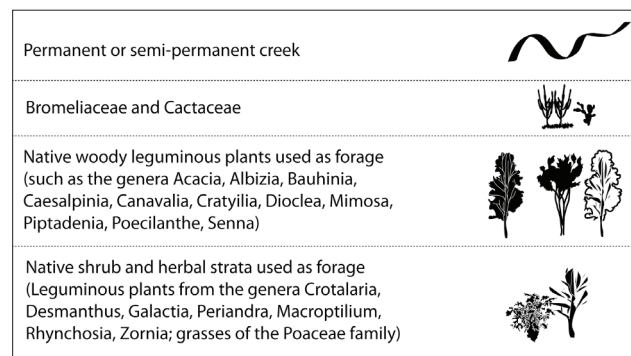 Permanent or semi-permanent creek
Bromeliaceae and Cactaceae
Native woody leguminous plants used as forage
(such as the genera Acacia, Albizia, Bauhinia,
Caesalpinia, Canavalia, Cratyilia, Dioclea, Mimosa,
Piptadenia, Poecilanthe, Senna)
Native shrub and herbal strata used as forage
(Leguminous plants from the genera Crotalaria,
Desmanthus, Galactia, Periandra, Macroptilium,
Rhynchosia, Zornia; grasses of the Poaceae family)